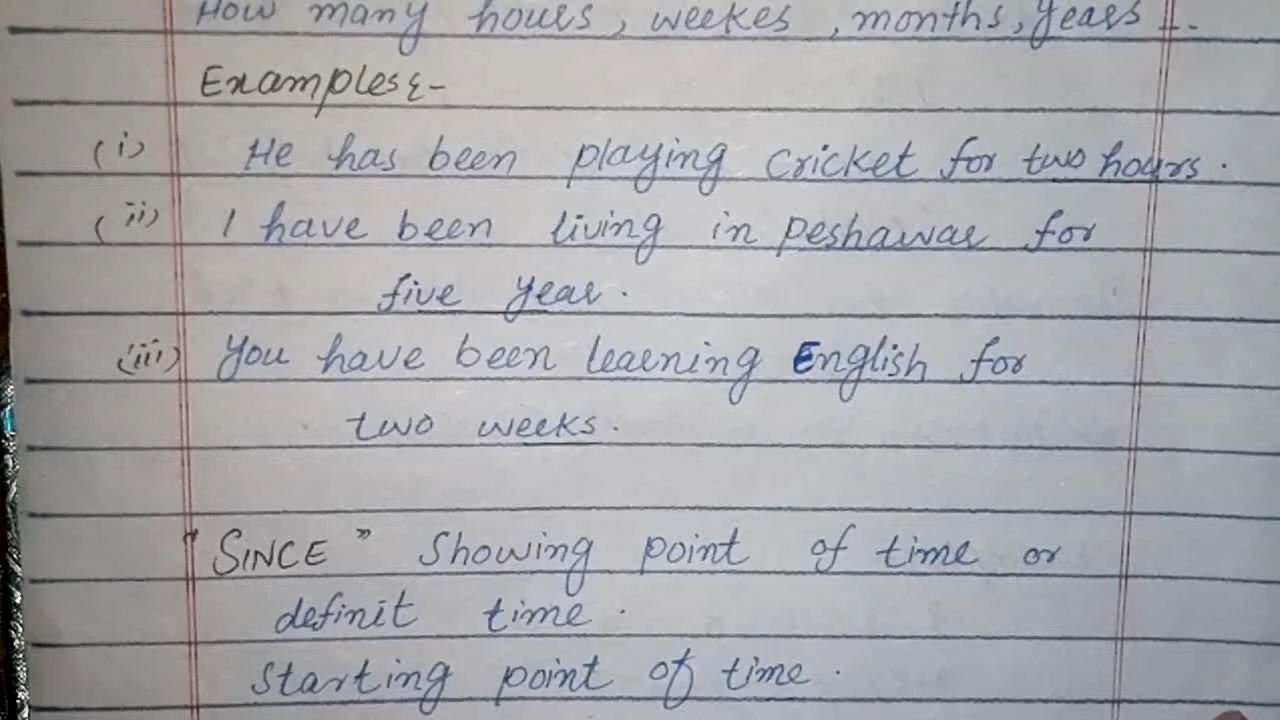 How many hours, weekes, months, years -
Examples:-
(i) He has been playing cricket for two hours.
(ii) I have been living in peshawar for
five year.
(iii) You have been learning English for
two weeks.
"SINCE" Showing point of time or
definit time.
Starting point of time.